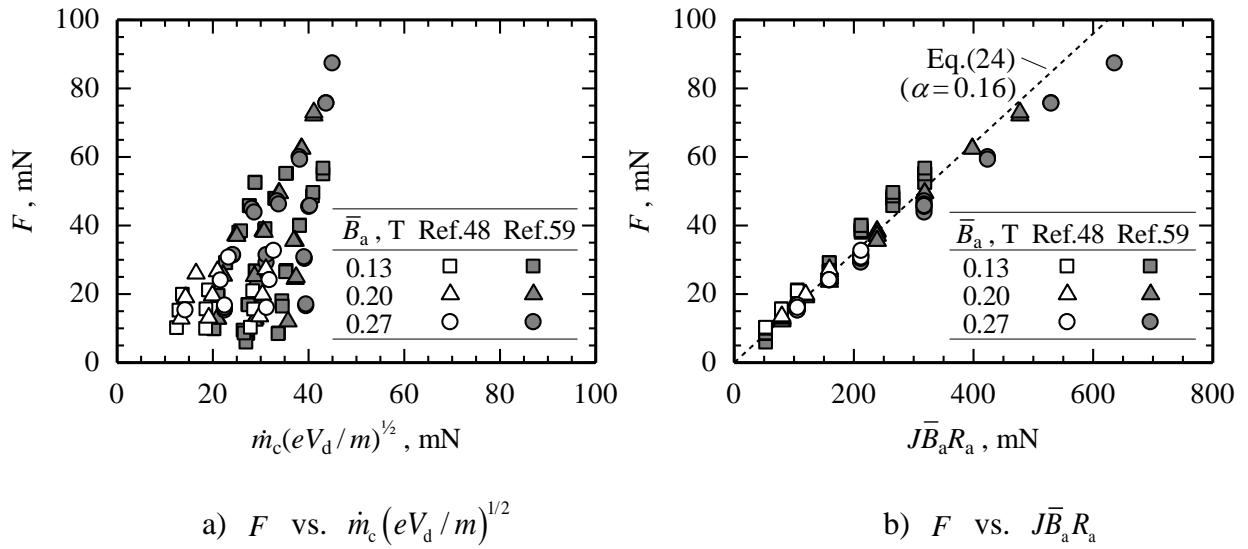 100
80
60
40
20
0
F , mN
0 20 40 60 80 100
ṁc(eVd/m)^½ , mN
B̄a , T Ref.48 Ref.59
0.13
0.20
0.27
a) F vs. ṁc(eVd/m)^1/2
100
80
60
40
20
0
F , mN
0 200 400 600 800
JB̄aRa , mN
Eq.(24)
(α=0.16)
B̄a , T Ref.48 Ref.59
0.13
0.20
0.27
b) F vs. JB̄aRa